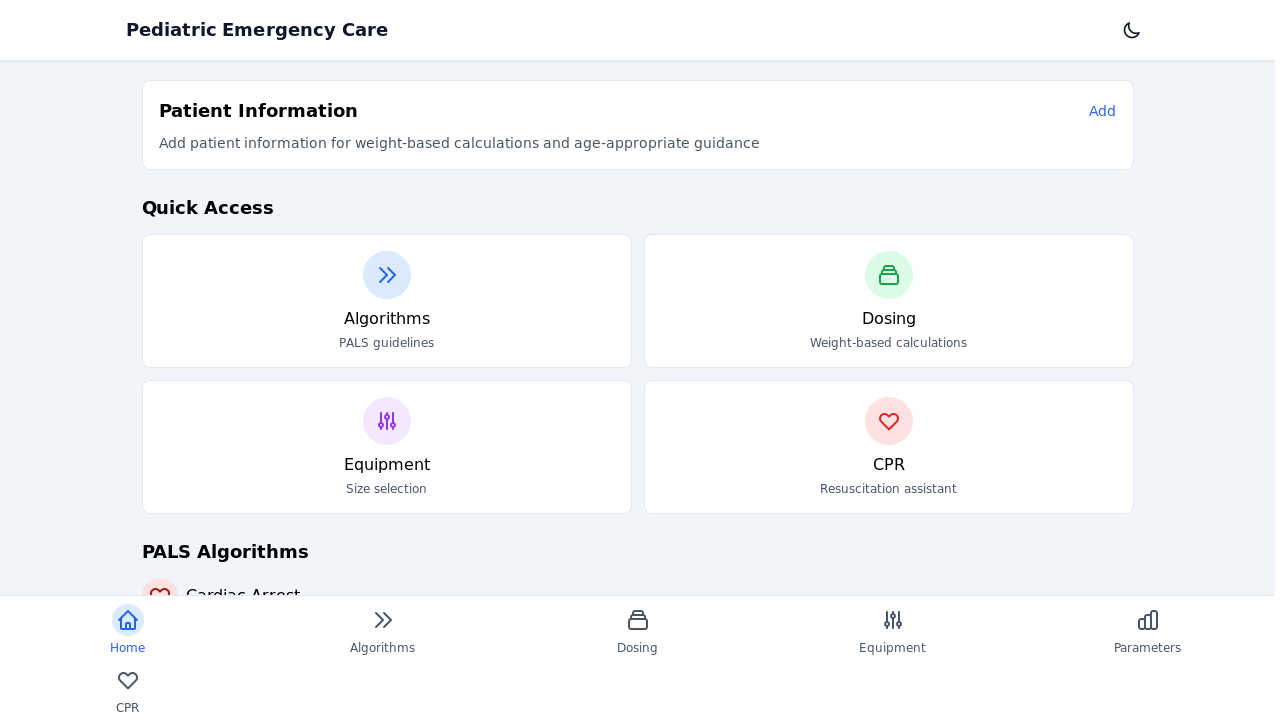 Pediatric Emergency Care
Patient Information
Add
Add patient information for weight-based calculations and age-appropriate guidance
Quick Access
Algorithms
PALS guidelines
Dosing
Weight-based calculations
Equipment
Size selection
CPR
Resuscitation assistant
PALS Algorithms
Cardiac Arrest
Home
Algorithms
Dosing
Equipment
Parameters
CPR